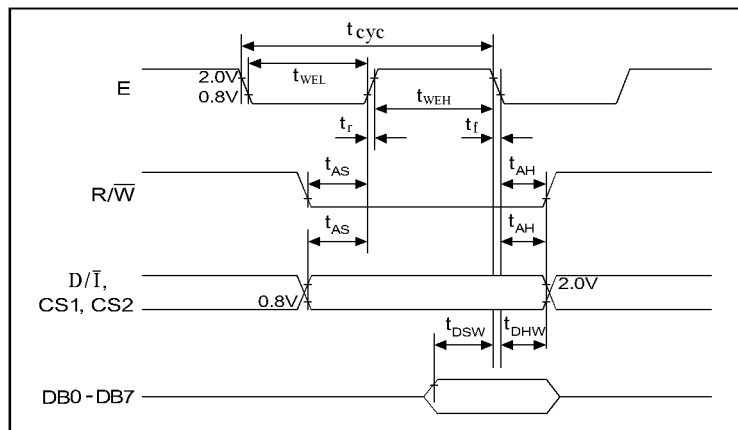 tcyc
2.0V
tWEL
E
0.8V
tWEH
tr
tf
tAS
tAH
R/W̅
tAS
tAH
D/I̅,
2.0V
CS1, CS2
0.8V
tDSW
tDHW
DB0-DB7